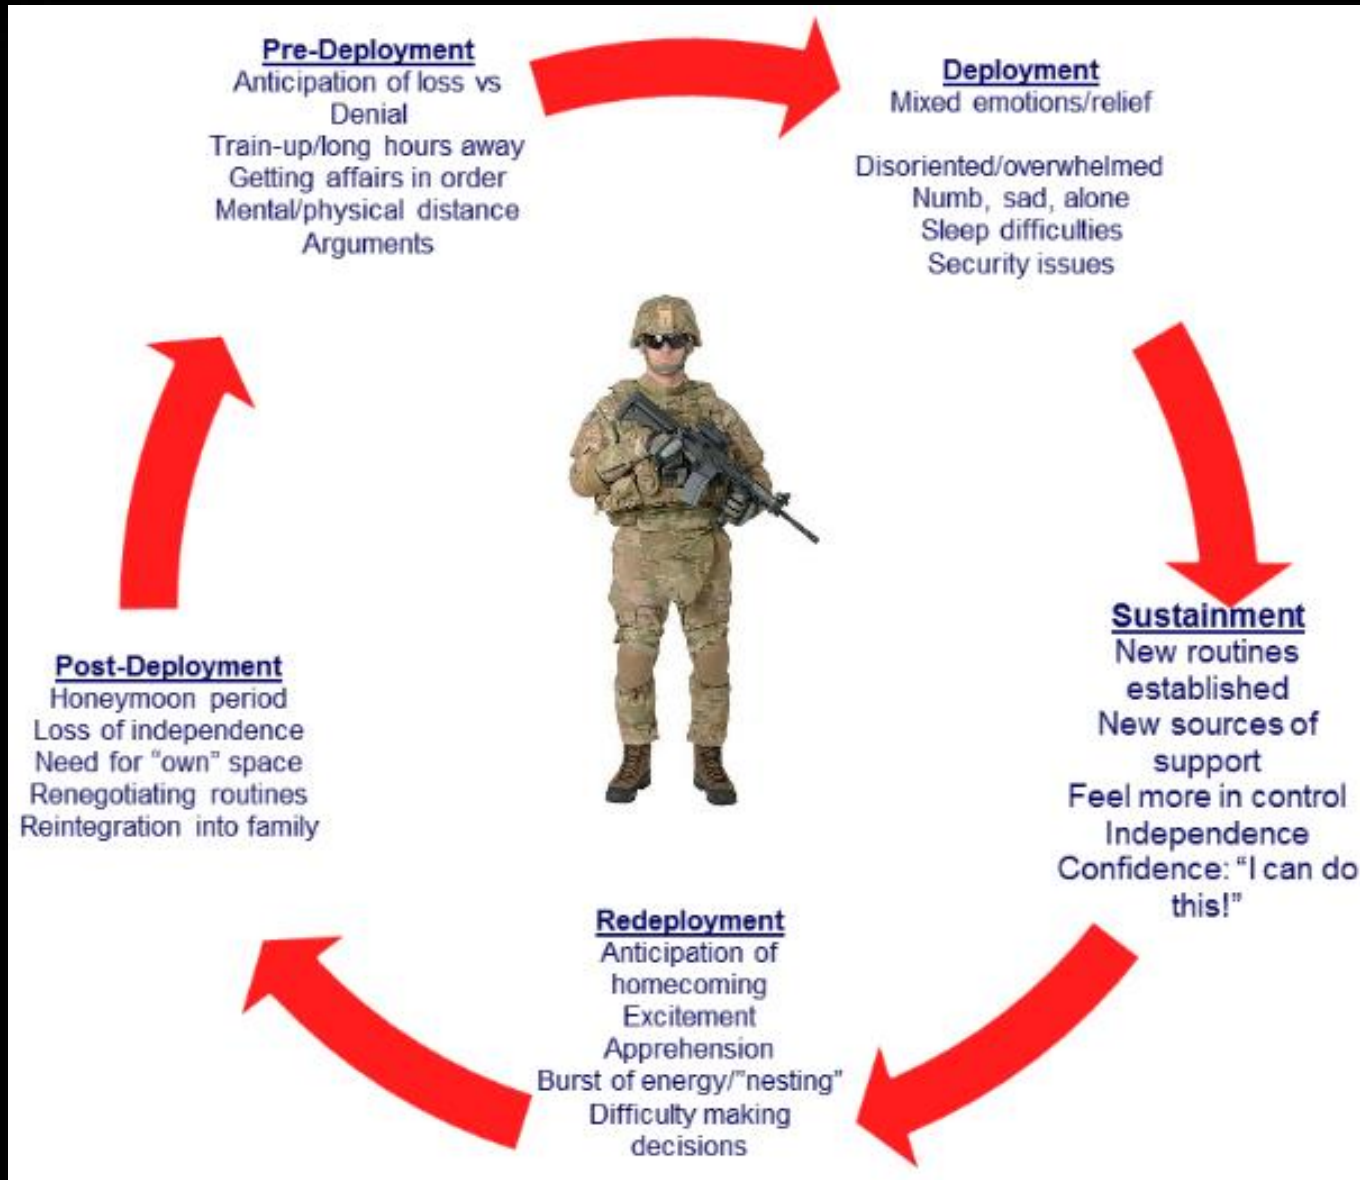 Pre-Deployment
Anticipation of loss vs
Denial
Train-up/long hours away
Getting affairs in order
Mental/physical distance
Arguments
Deployment
Mixed emotions/relief
Disoriented/overwhelmed
Numb, sad, alone
Sleep difficulties
Security issues
Sustainment
New routines
established
New sources of
support
Feel more in control
Independence
Confidence: “I can do
this!”
Redeployment
Anticipation of
homecoming
Excitement
Apprehension
Burst of energy/”nesting”
Difficulty making
decisions
Post-Deployment
Honeymoon period
Loss of independence
Need for “own” space
Renegotiating routines
Reintegration into family